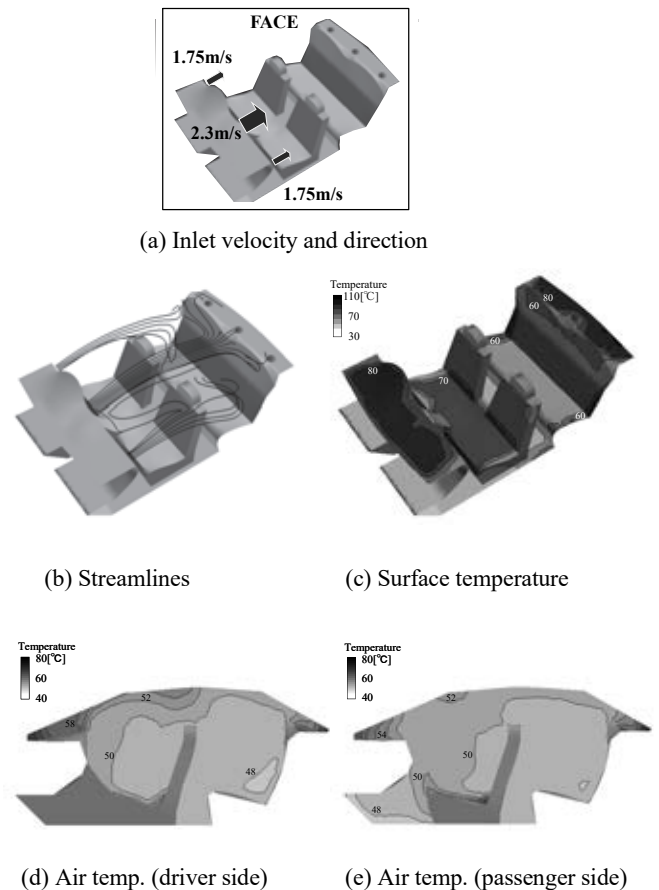 FACE
1.75m/s
2.3m/s
1.75m/s
(a) Inlet velocity and direction
Temperature
110[℃]
70
30
80
60
60
80
70
60
(b) Streamlines
(c) Surface temperature
Temperature
80[℃]
60
40
52
58
50
48
Temperature
80[℃]
60
40
52
54
50
50
48
(d) Air temp. (driver side)
(e) Air temp. (passenger side)